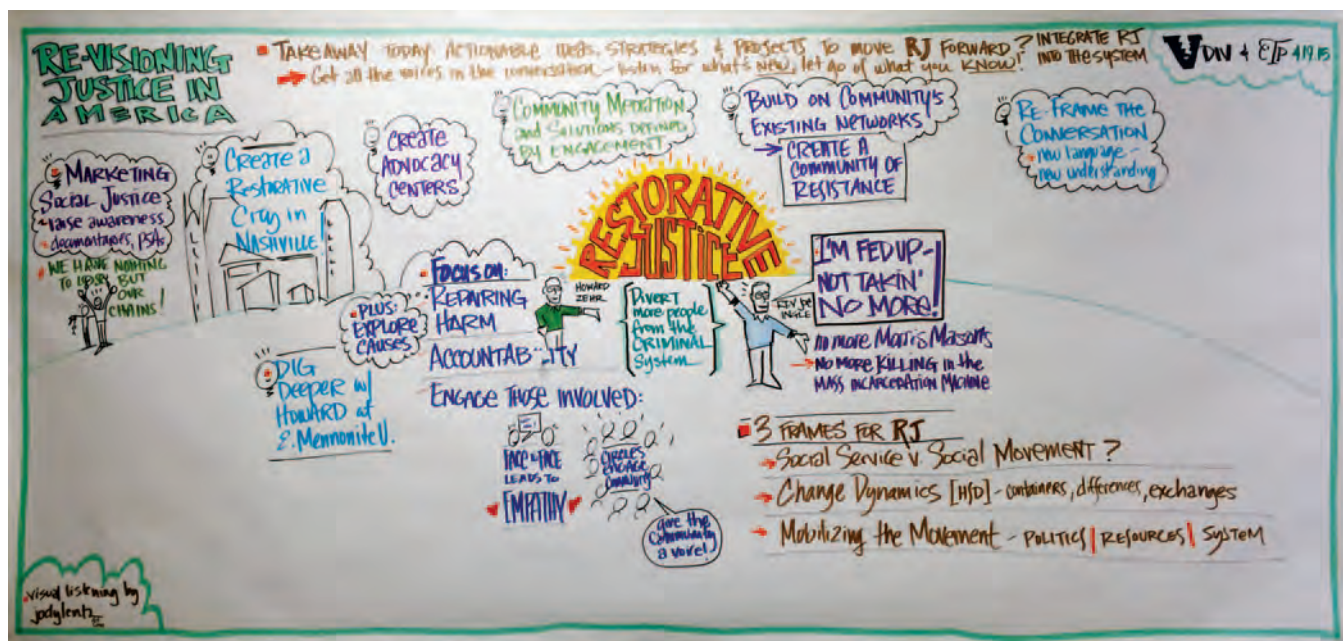 RE-VISIONING
JUSTICE IN
AMERICA
TAKEAWAY TODAY ACTIONABLE IDEAS, STRATEGIES & PROJECTS TO MOVE RJ FORWARD? INTEGRATE RJ
INTO THE SYSTEM
Get all the voices in the conversation - listen for what's NEW, let go of what you KNOW!
V DIV & 4.19.15
MARKETING
Social Justice
raise awareness
documentaries, PSAs
WE HAVE NOTHING
TO LOSE BUT
OUR
CHAINS!
Create a
Restorative
City in
NASHVILLE!
CREATE
ADVOCACY
CENTERS
COMMUNITY MEDIATION
and SOLUTIONS DEFINED
BY ENGAGEMENT
BUILD ON COMMUNITY'S
EXISTING NETWORKS
CREATE A
COMMUNITY OF
RESISTANCE
RE-FRAME THE
CONVERSATION
new language -
new understanding
RESTORATIVE
JUSTICE
FOCUS ON:
REPAIRING
HARM
ACCOUNTABILITY
ENGAGE THOSE INVOLVED:
PLUS:
EXPLORE
CAUSES
DIG
DEEPER w/
HOWARD at
E. Mennonite U.
HOWARD
ZEHR
DIVERT
more people
from the
CRIMINAL
System
I'M FED UP -
NOT TAKIN'
NO MORE!
no more Morris Masons
NO MORE KILLING in the
MASS INCARCERATION MACHINE
FACE to FACE
LEADS TO
EMPATHY
CIRCLES
ENGAGE
COMMUNITY
give the
community
a voice!
3 FRAMES FOR RJ
Social Service v. Social Movement?
Change Dynamics [HSD] - containers, differences, exchanges
Mobilizing the Movement - POLITICS | RESOURCES | SYSTEM
visual listening by
jodylentz